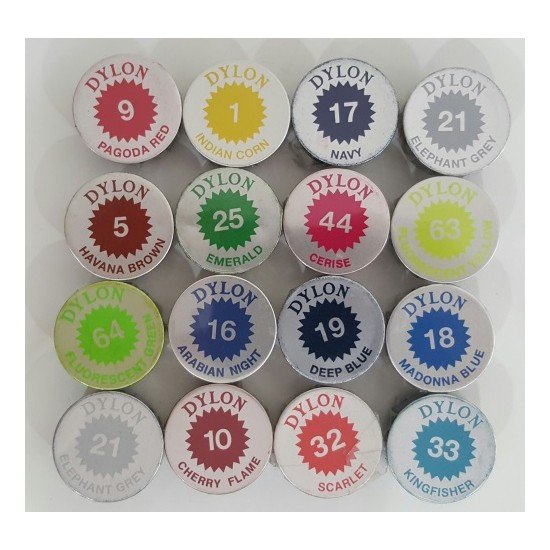 DYLON
9
PAGODA RED
DYLON
1
INDIAN CORN
DYLON
17
NAVY
DYLON
21
ELEPHANT GREY
DYLON
5
HAVANA BROWN
DYLON
25
EMERALD
DYLON
44
CERISE
DYLON
63
FLUORESCENT YELLOW
DYLON
64
FLUORESCENT GREEN
DYLON
16
ARABIAN NIGHT
DYLON
19
DEEP BLUE
DYLON
18
MADONNA BLUE
DYLON
21
ELEPHANT GREY
DYLON
10
CHERRY FLAME
DYLON
32
SCARLET
DYLON
33
KINGFISHER